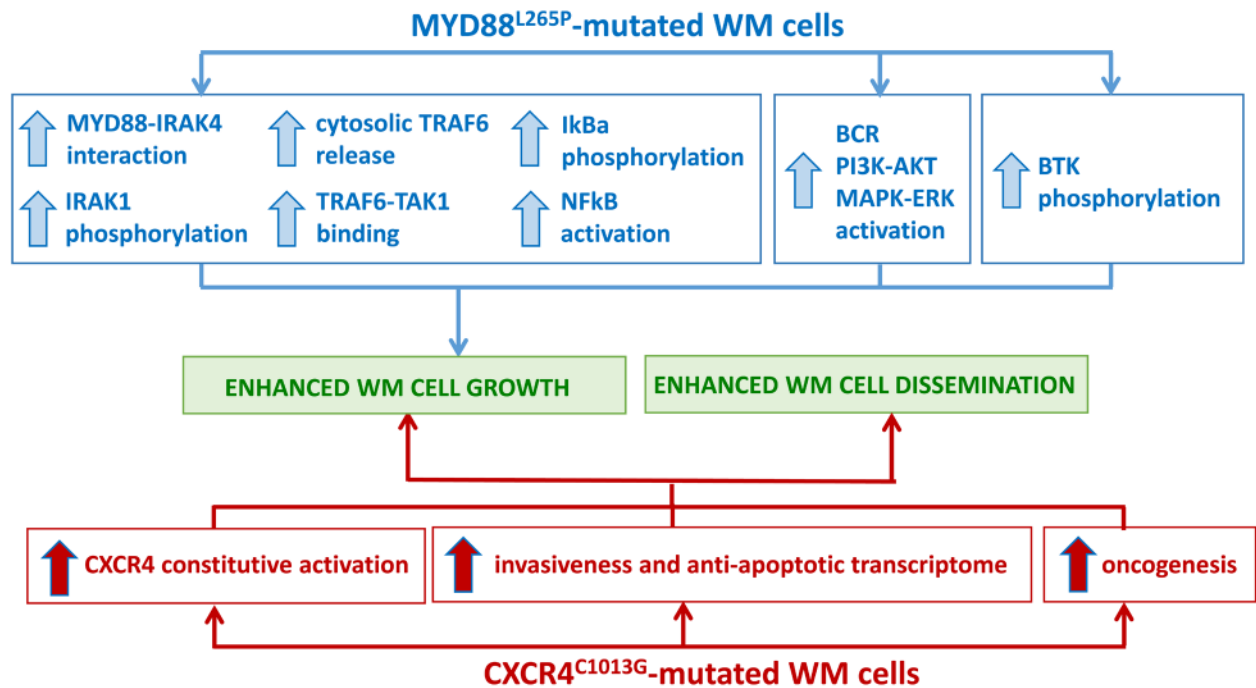 MYD88L265P-mutated WM cells
MYD88-IRAK4
interaction
cytosolic TRAF6
release
IkBa
phosphorylation
IRAK1
phosphorylation
TRAF6-TAK1
binding
NFkB
activation
BCR
PI3K-AKT
MAPK-ERK
activation
BTK
phosphorylation
ENHANCED WM CELL GROWTH
ENHANCED WM CELL DISSEMINATION
CXCR4 constitutive activation
invasiveness and anti-apoptotic transcriptome
oncogenesis
CXCR4C1013G-mutated WM cells